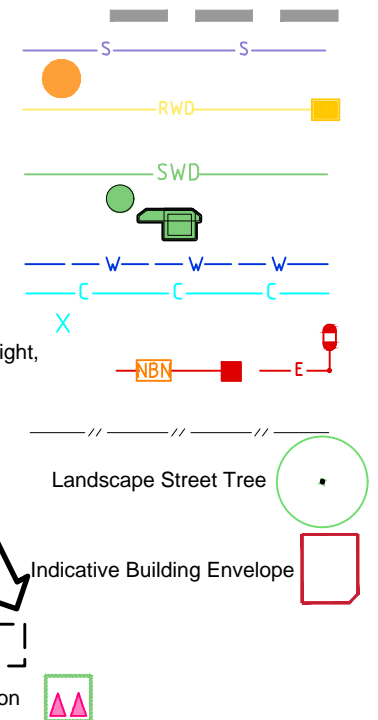 S S
RWD
SWD
W W W
C C C
X
ight,
NBN E
// // //
Landscape Street Tree
Indicative Building Envelope
on